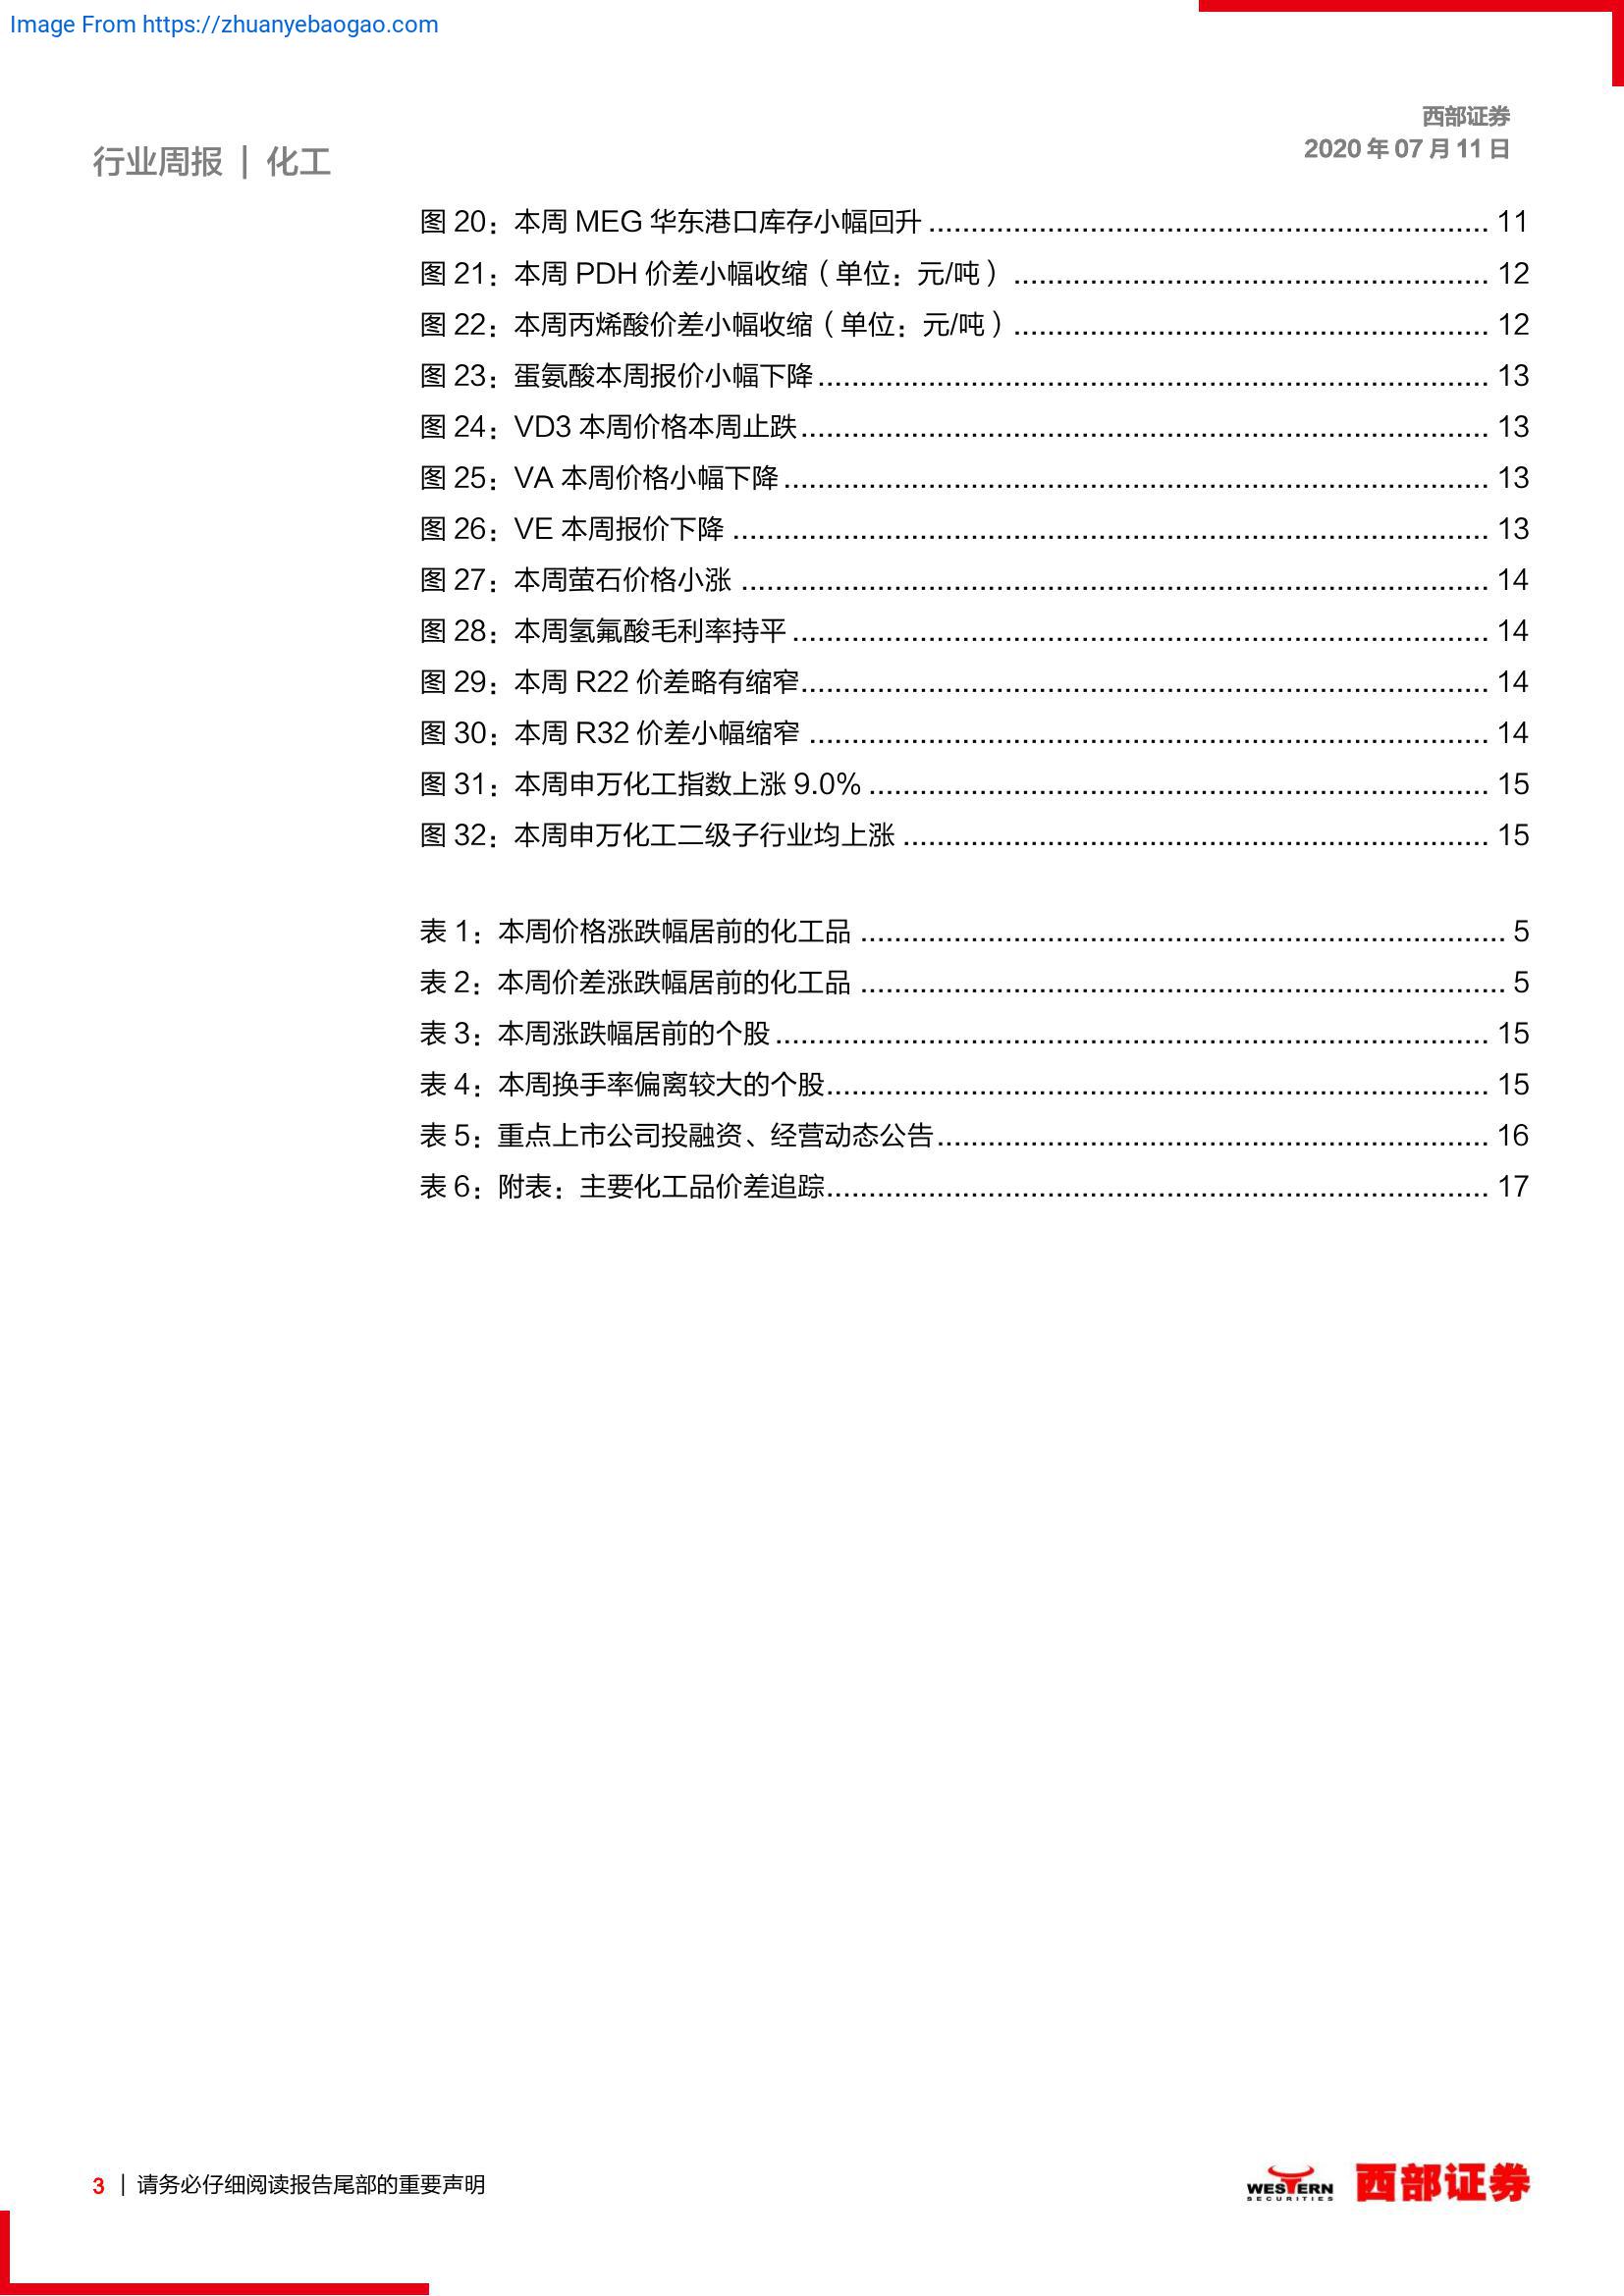 Image From https://zhuanyebaogao.com
西部证券
2020 年 07 月 11 日
行业周报 | 化工
图 20：本周 MEG 华东港口库存小幅回升 ........................................ 11
图 21：本周 PDH 价差小幅收缩（单位：元/吨） ........................................ 12
图 22：本周丙烯酸价差小幅收缩（单位：元/吨） ........................................ 12
图 23：蛋氨酸本周报价小幅下降 ........................................ 13
图 24：VD3 本周价格本周止跌 ........................................ 13
图 25：VA 本周价格小幅下降 ........................................ 13
图 26：VE 本周报价下降 ........................................ 13
图 27：本周萤石价格小涨 ........................................ 14
图 28：本周氢氟酸毛利率持平 ........................................ 14
图 29：本周 R22 价差略有缩窄 ........................................ 14
图 30：本周 R32 价差小幅缩窄 ........................................ 14
图 31：本周申万化工指数上涨 9.0% ........................................ 15
图 32：本周申万化工二级子行业均上涨 ........................................ 15
表 1：本周价格涨跌幅居前的化工品 ........................................ 5
表 2：本周价差涨跌幅居前的化工品 ........................................ 5
表 3：本周涨跌幅居前的个股 ........................................ 15
表 4：本周换手率偏离较大的个股 ........................................ 15
表 5：重点上市公司投融资、经营动态公告 ........................................ 16
表 6：附表：主要化工品价差追踪 ........................................ 17
3 | 请务必仔细阅读报告尾部的重要声明
WESTERN
SECURITIES
西部证券